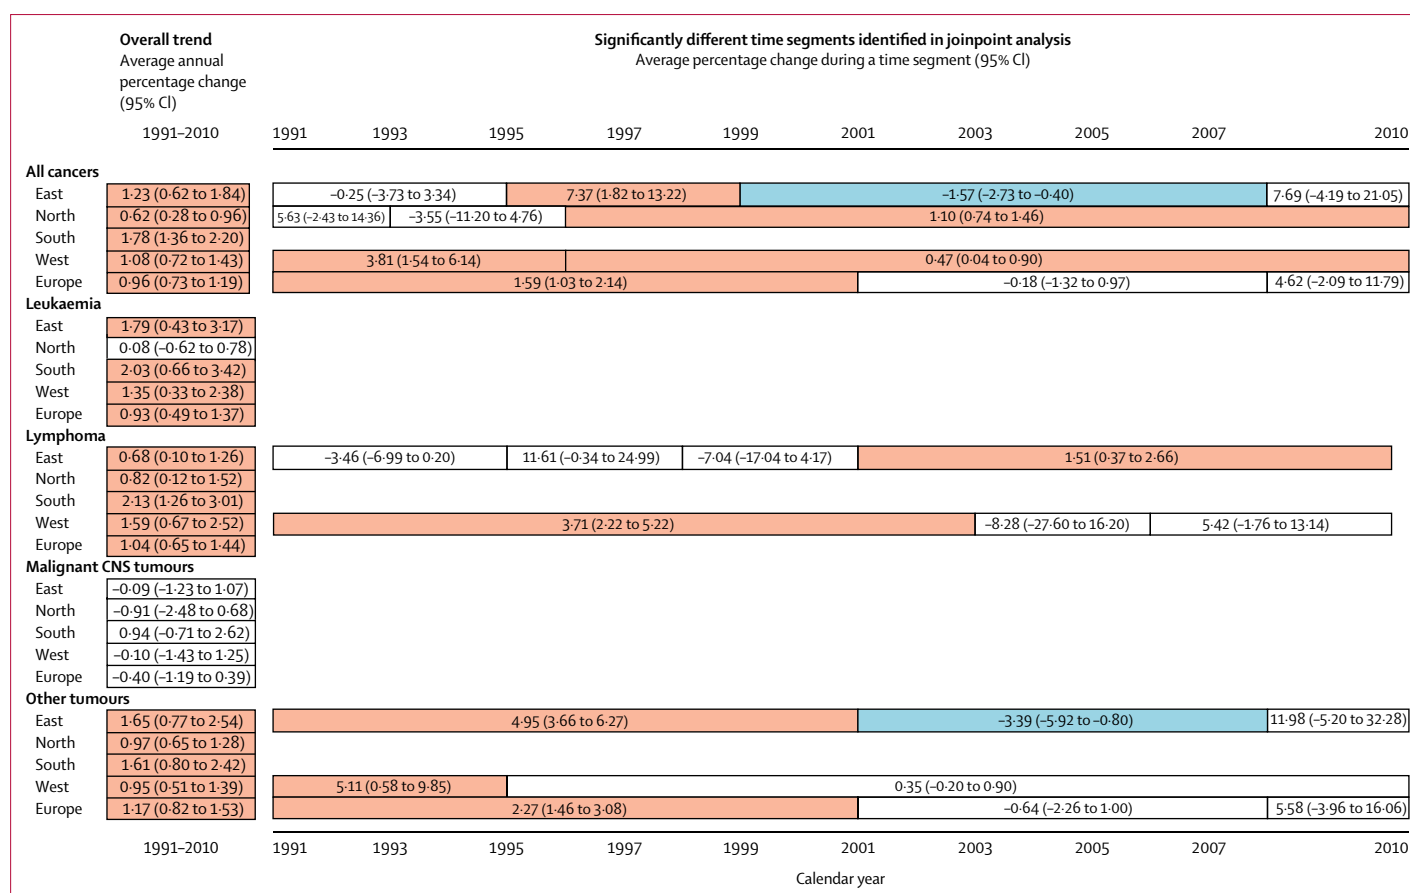 Overall trend
Average annual
percentage change
(95% CI)
Significantly different time segments identified in joinpoint analysis
Average percentage change during a time segment (95% CI)
1991–2010 1991 1993 1995 1997 1999 2001 2003 2005 2007 2010
All cancers
East 1·23 (0·62 to 1·84) –0·25 (–3·73 to 3·34) 7·37 (1·82 to 13·22) –1·57 (–2·73 to –0·40) 7·69 (–4·19 to 21·05)
North 0·62 (0·28 to 0·96) 5·63 (–2·43 to 14·36) –3·55 (–11·20 to 4·76) 1·10 (0·74 to 1·46)
South 1·78 (1·36 to 2·20)
West 1·08 (0·72 to 1·43) 3·81 (1·54 to 6·14) 0·47 (0·04 to 0·90)
Europe 0·96 (0·73 to 1·19) 1·59 (1·03 to 2·14) –0·18 (–1·32 to 0·97) 4·62 (–2·09 to 11·79)
Leukaemia
East 1·79 (0·43 to 3·17)
North 0·08 (–0·62 to 0·78)
South 2·03 (0·66 to 3·42)
West 1·35 (0·33 to 2·38)
Europe 0·93 (0·49 to 1·37)
Lymphoma
East 0·68 (0·10 to 1·26) –3·46 (–6·99 to 0·20) 11·61 (–0·34 to 24·99) –7·04 (–17·04 to 4·17) 1·51 (0·37 to 2·66)
North 0·82 (0·12 to 1·52)
South 2·13 (1·26 to 3·01)
West 1·59 (0·67 to 2·52) 3·71 (2·22 to 5·22) –8·28 (–27·60 to 16·20) 5·42 (–1·76 to 13·14)
Europe 1·04 (0·65 to 1·44)
Malignant CNS tumours
East –0·09 (–1·23 to 1·07)
North –0·91 (–2·48 to 0·68)
South 0·94 (–0·71 to 2·62)
West –0·10 (–1·43 to 1·25)
Europe –0·40 (–1·19 to 0·39)
Other tumours
East 1·65 (0·77 to 2·54) 4·95 (3·66 to 6·27) –3·39 (–5·92 to –0·80) 11·98 (–5·20 to 32·28)
North 0·97 (0·65 to 1·28)
South 1·61 (0·80 to 2·42)
West 0·95 (0·51 to 1·39) 5·11 (0·58 to 9·85) 0·35 (–0·20 to 0·90)
Europe 1·17 (0·82 to 1·53) 2·27 (1·46 to 3·08) –0·64 (–2·26 to 1·00) 5·58 (–3·96 to 16·06)
1991–2010 1991 1993 1995 1997 1999 2001 2003 2005 2007 2010
Calendar year